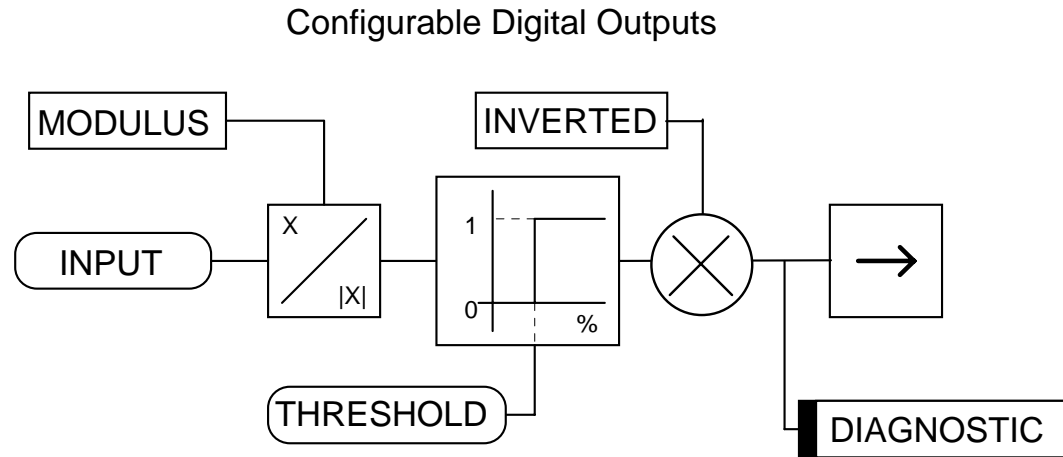 Configurable Digital Outputs
MODULUS
INVERTED
X
1
INPUT
|X|
0
%
THRESHOLD
DIAGNOSTIC